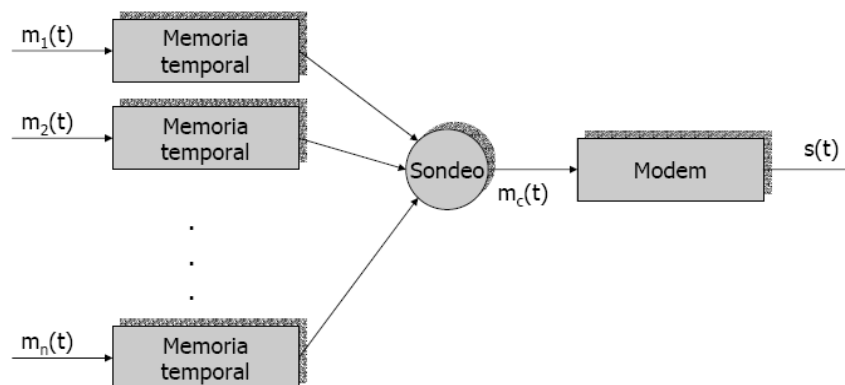 m1(t)
Memoria
temporal
m2(t)
Memoria
temporal
Sondeo
mc(t)
Modem
s(t)
.
.
.
mn(t)
Memoria
temporal